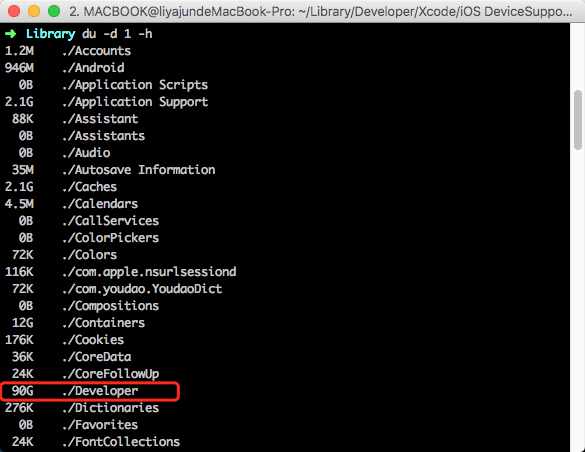 2. MACBOOK@liyajundeMacBook-Pro: ~/Library/Developer/Xcode/iOS DeviceSuppo...
➜ Library du -d 1 -h
1.2M ./Accounts
946M ./Android
0B ./Application Scripts
2.1G ./Application Support
88K ./Assistant
0B ./Assistants
0B ./Audio
35M ./Autosave Information
2.1G ./Caches
4.5M ./Calendars
0B ./CallServices
0B ./ColorPickers
72K ./Colors
116K ./com.apple.nsurlsessiond
72K ./com.youdao.YoudaoDict
0B ./Compositions
12G ./Containers
176K ./Cookies
36K ./CoreData
24K ./CoreFollowUp
90G ./Developer
276K ./Dictionaries
0B ./Favorites
24K ./FontCollections